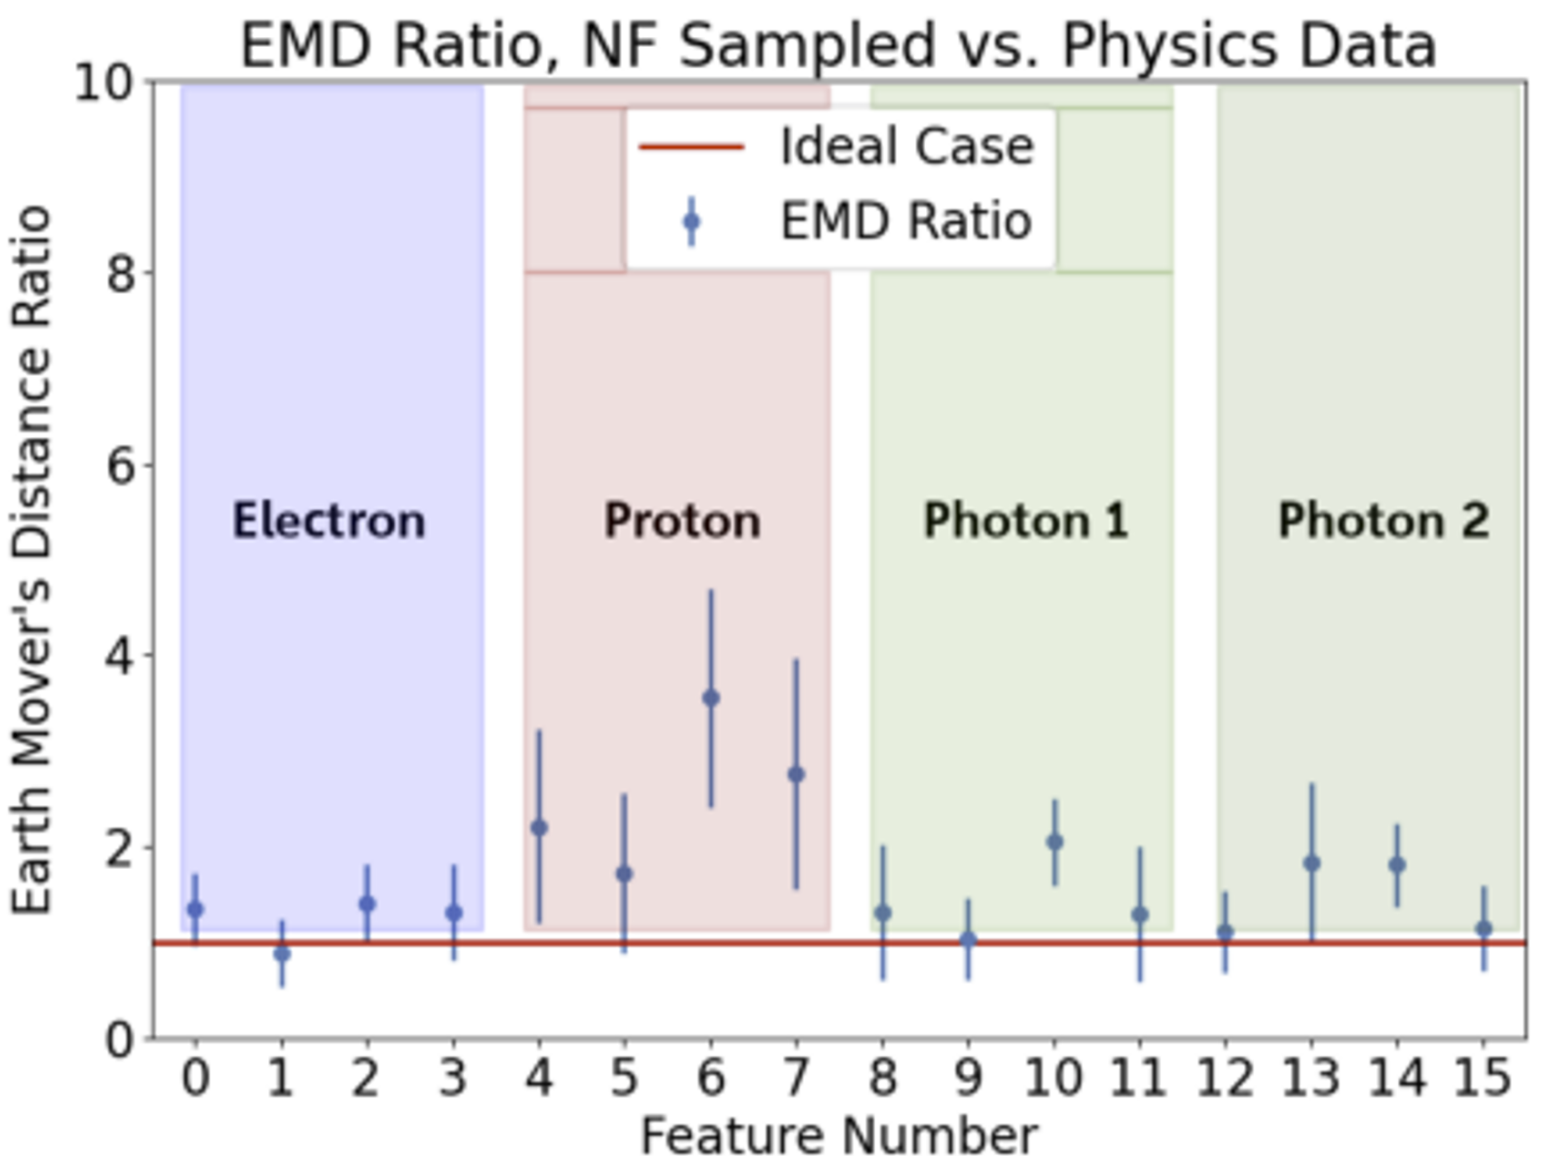 EMD Ratio, NF Sampled vs. Physics Data
Earth Mover's Distance Ratio
10
8
6
4
2
0
Ideal Case
EMD Ratio
Electron
Proton
Photon 1
Photon 2
0 1 2 3 4 5 6 7 8 9 10 11 12 13 14 15
Feature Number